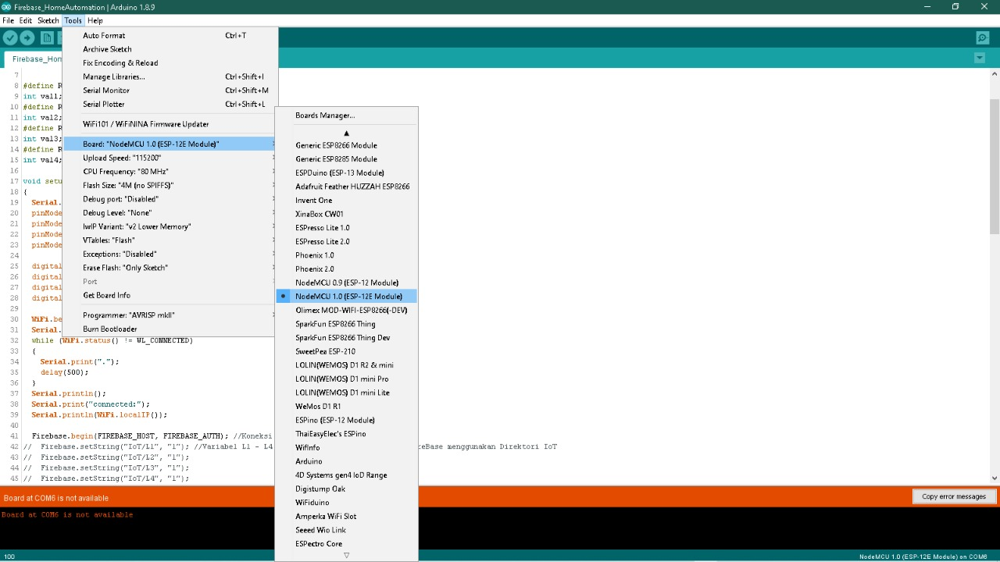 Firebase_HomeAutomation | Arduino 1.8.9
File Edit Sketch Tools Help
Auto Format Ctrl+T
Archive Sketch
Fix Encoding & Reload
Manage Libraries... Ctrl+Shift+I
Serial Monitor Ctrl+Shift+M
Serial Plotter Ctrl+Shift+L
WiFi101 / WiFiNINA Firmware Updater
Board: "NodeMCU 1.0 (ESP-12E Module)"
Upload Speed: "115200"
CPU Frequency: "80 MHz"
Flash Size: "4M (no SPIFFS)"
Debug port: "Disabled"
Debug Level: "None"
lwIP Variant: "v2 Lower Memory"
VTables: "Flash"
Exceptions: "Disabled"
Erase Flash: "Only Sketch"
Port
Get Board Info
Programmer: "AVRISP mkII"
Burn Bootloader
Boards Manager...
Generic ESP8266 Module
Generic ESP8285 Module
ESPDuino (ESP-13 Module)
Adafruit Feather HUZZAH ESP8266
Invent One
XinaBox CW01
ESPresso Lite 1.0
ESPresso Lite 2.0
Phoenix 1.0
Phoenix 2.0
NodeMCU 0.9 (ESP-12 Module)
NodeMCU 1.0 (ESP-12E Module)
Olimex MOD-WIFI-ESP8266(-DEV)
SparkFun ESP8266 Thing
SparkFun ESP8266 Thing Dev
SweetPea ESP-210
LOLIN(WEMOS) D1 R2 & mini
LOLIN(WEMOS) D1 mini Pro
LOLIN(WEMOS) D1 mini Lite
WeMos D1 R1
ESPino (ESP-12 Module)
ThaiEasyElec's ESPino
WifInfo
Arduino
4D Systems gen4 IoD Range
Digistump Oak
WiFiduino
Amperka WiFi Slot
Seeed Wio Link
ESPectro Core
Firebase_Hom
7
8 #define R
9 int val1;
10 #define R
11 int val2;
12 #define R
13 int val3;
14 #define R
15 int val4;
16
17 void setu
18 {
19 Serial.
20 pinMode
21 pinMode
22 pinMode
23 pinMode
24
25 digital
26 digital
27 digital
28 digital
29
30 WiFi.be
31 Serial.
32 while (WiFi.status() != WL_CONNECTED)
33 {
34 Serial.print(".");
35 delay(500);
36 }
37 Serial.println();
38 Serial.print("connected:");
39 Serial.println(WiFi.localIP());
40
41 Firebase.begin(FIREBASE_HOST, FIREBASE_AUTH); //Koneksi
42 // Firebase.setString("IoT/L1", "1"); //Variabel L1 - L4 eBase menggunakan Direktori IoT
43 // Firebase.setString("IoT/L2", "1");
44 // Firebase.setString("IoT/L3", "1");
45 // Firebase.setString("IoT/L4", "1");
Board at COM6 is not available
Copy error messages
Board at COM6 is not available
100
NodeMCU 1.0 (ESP-12E Module) on COM6